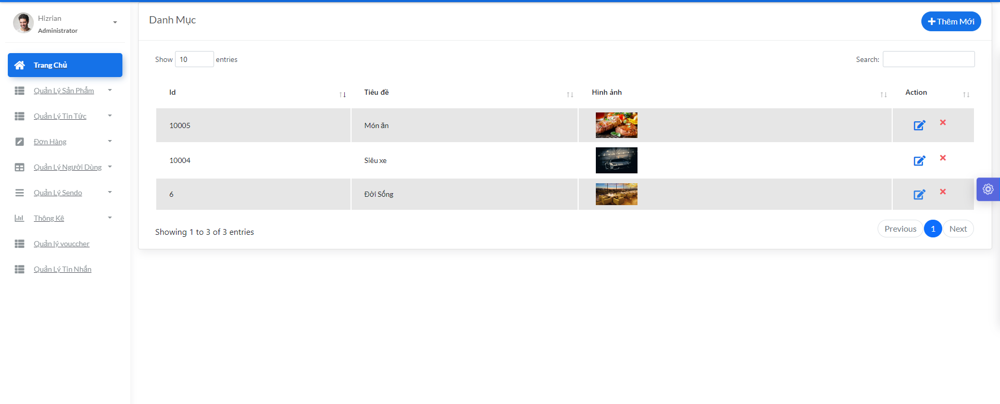 Hizrian
Administrator
Trang Chủ
Quản Lý Sản Phẩm
Quản Lý Tin Tức
Đơn Hàng
Quản Lý Người Dùng
Quản Lý Sendo
Thông Kê
Quản lý vouccher
Quản Lý Tin Nhắn
Danh Mục
Thêm Mới
Show 10 entries
Search:
Id Tiêu đề Hình ảnh Action
10005 Món ăn
10004 Siêu xe
6 Đời Sống
Showing 1 to 3 of 3 entries
Previous 1 Next